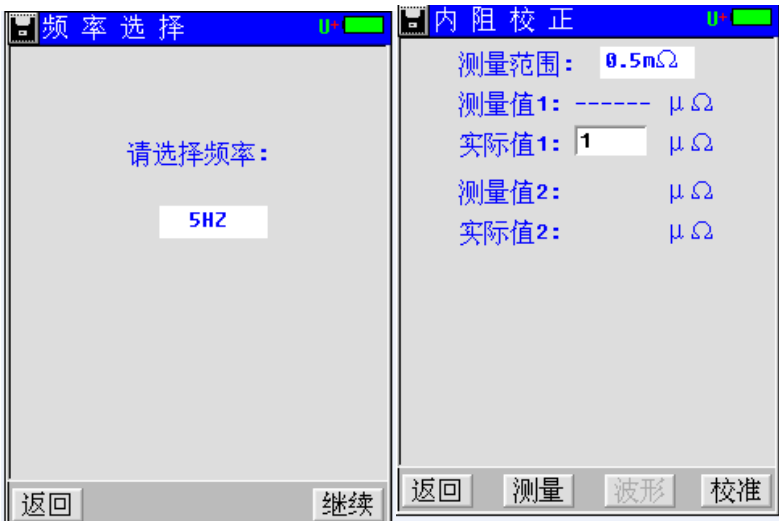 频率选择 U+
请选择频率:
5HZ
返回 继续
内阻校正 U+
测量范围: 0.5mΩ
测量值1: ------ μΩ
实际值1: 1 μΩ
测量值2: μΩ
实际值2: μΩ
返回 测量 波形 校准